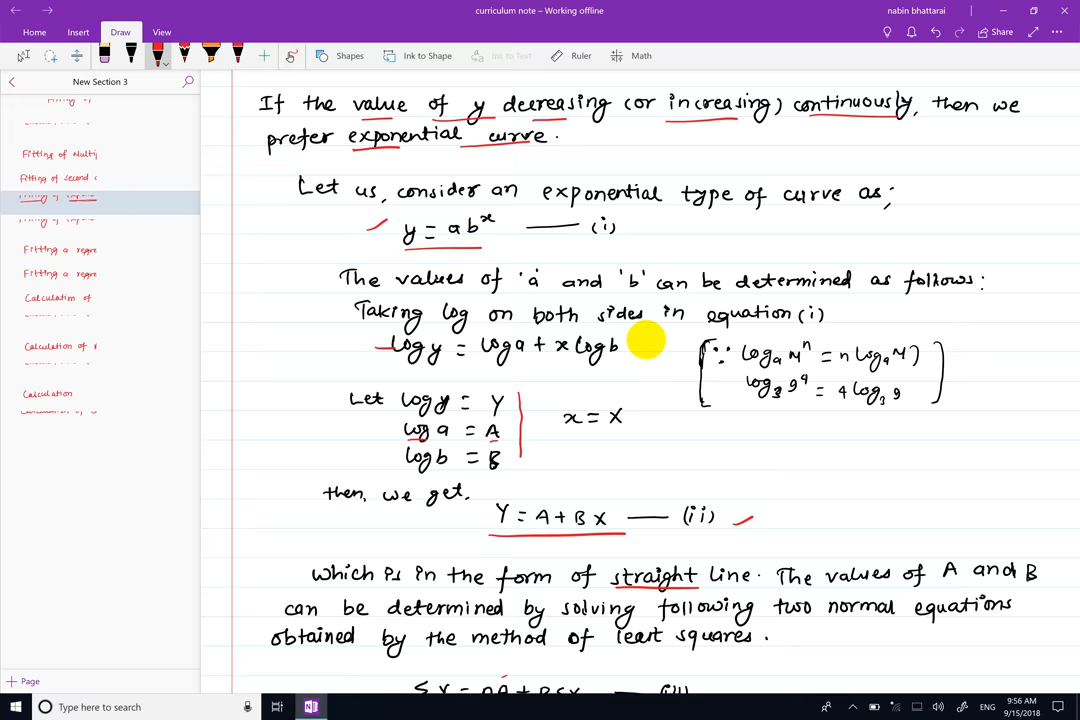 curriculum note – Working offline
nabin bhattarai
Home Insert Draw View
Share
Shapes
Ink to Shape
Ink to Text
Ruler
Math
New Section 3
Fitting of Multi
Fitting of second c
Fitting a regre
Fitting a regre
Calculation of
Calculation of
Calculation
If the value of y decreasing (or increasing) continuously, then we
prefer exponential curve.
Let us, consider an exponential type of curve as;
y = ab^x —— (i)
The values of 'a' and 'b' can be determined as follows:
Taking log on both sides in equation (i)
log y = log a + x log b
[∵ log_a M^n = n log_a M)
log_3 9^4 = 4 log_3 9 ]
Let log y = Y
log a = A
x = X
log b = B
then, we get,
Y = A + B X —— (ii)
which is in the form of straight line. The values of A and B
can be determined by solving following two normal equations
obtained by the method of least squares.
Page
Type here to search
ENG
9:56 AM
9/15/2018